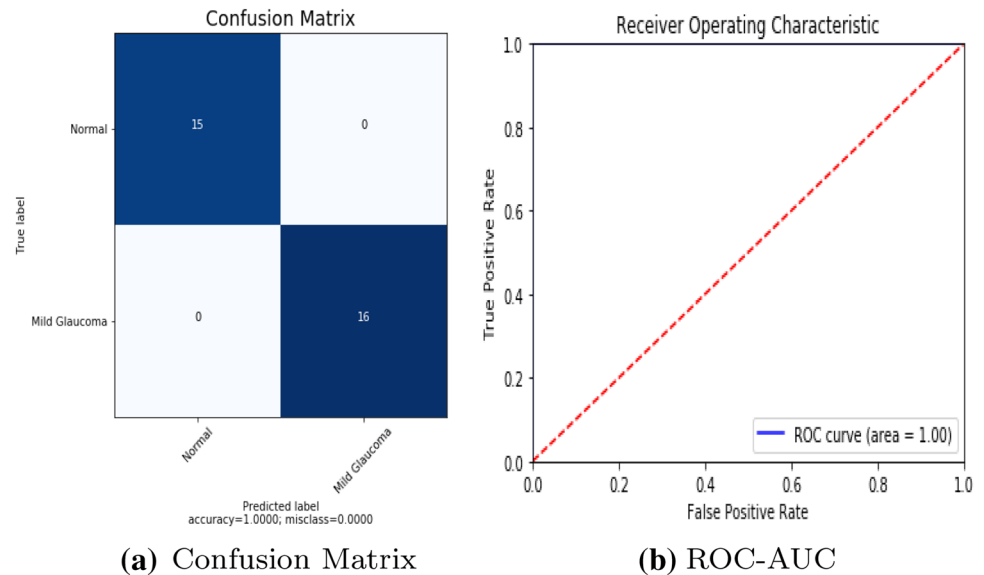 Confusion Matrix
Normal
15
0
True label
Mild Glaucoma
0
16
Normal
Mild Glaucoma
Predicted label
accuracy=1.0000; misclass=0.0000
(a) Confusion Matrix
Receiver Operating Characteristic
1.0
0.8
0.6
0.4
0.2
0.0
True Positive Rate
ROC curve (area = 1.00)
0.0 0.2 0.4 0.6 0.8 1.0
False Positive Rate
(b) ROC-AUC